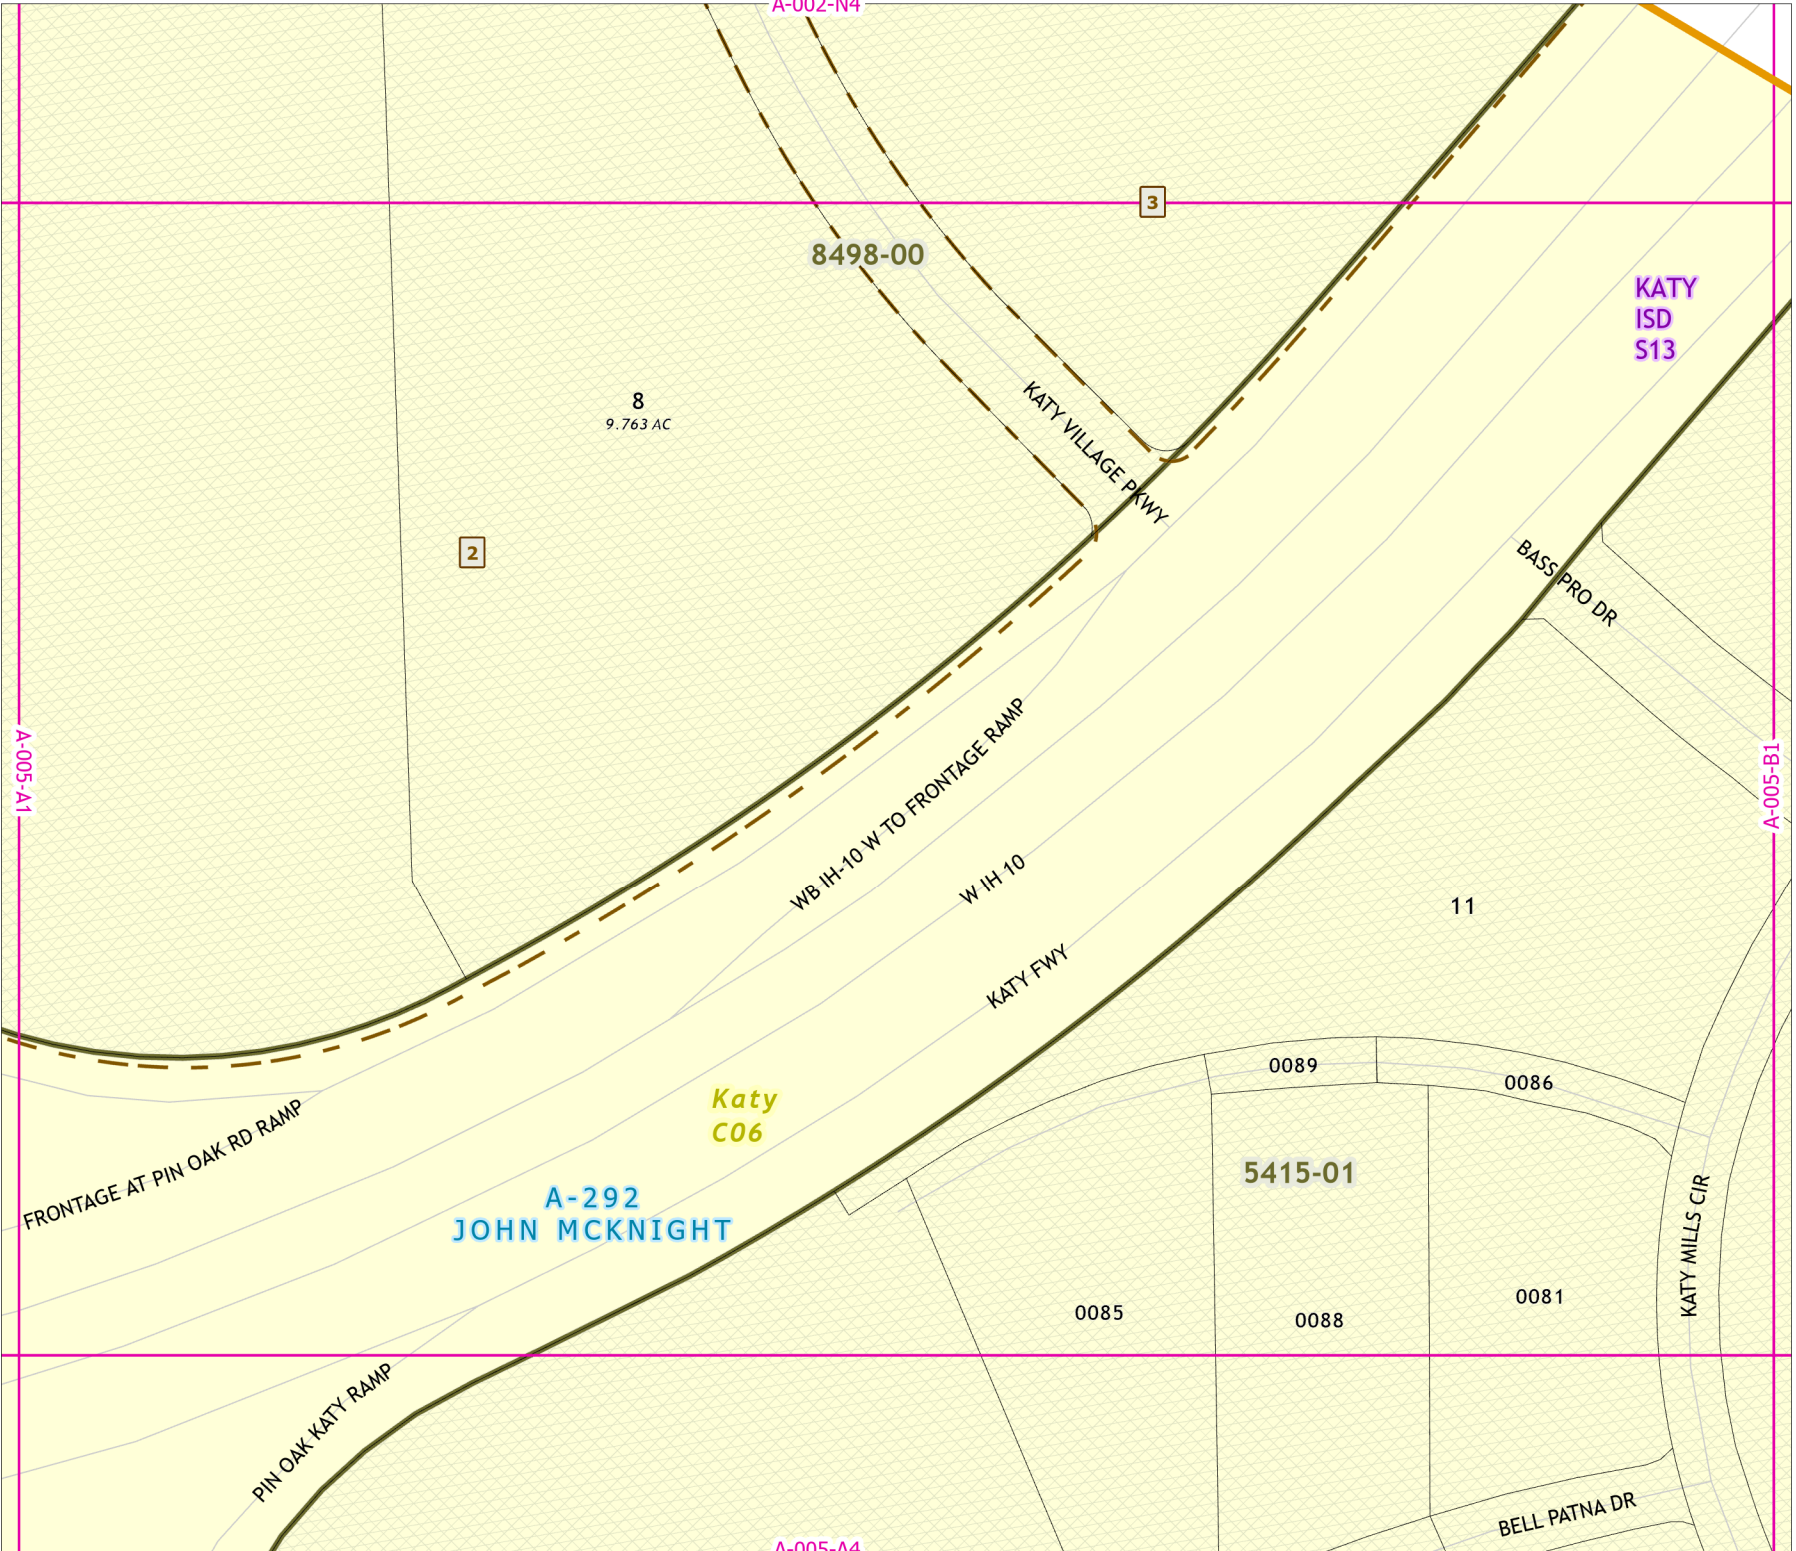 A-002-N4
3
8498-00
KATY
ISD
S13
8
9.763 AC
KATY VILLAGE PKWY
2
BASS PRO DR
A-005-A1
A-005-B1
WB IH-10 W TO FRONTAGE RAMP
W IH 10
11
KATY FWY
0089
0086
Katy
C06
FRONTAGE AT PIN OAK RD RAMP
5415-01
A-292
JOHN MCKNIGHT
KATY MILLS CIR
0085
0088
0081
PIN OAK KATY RAMP
BELL PATNA DR
A-005-A4